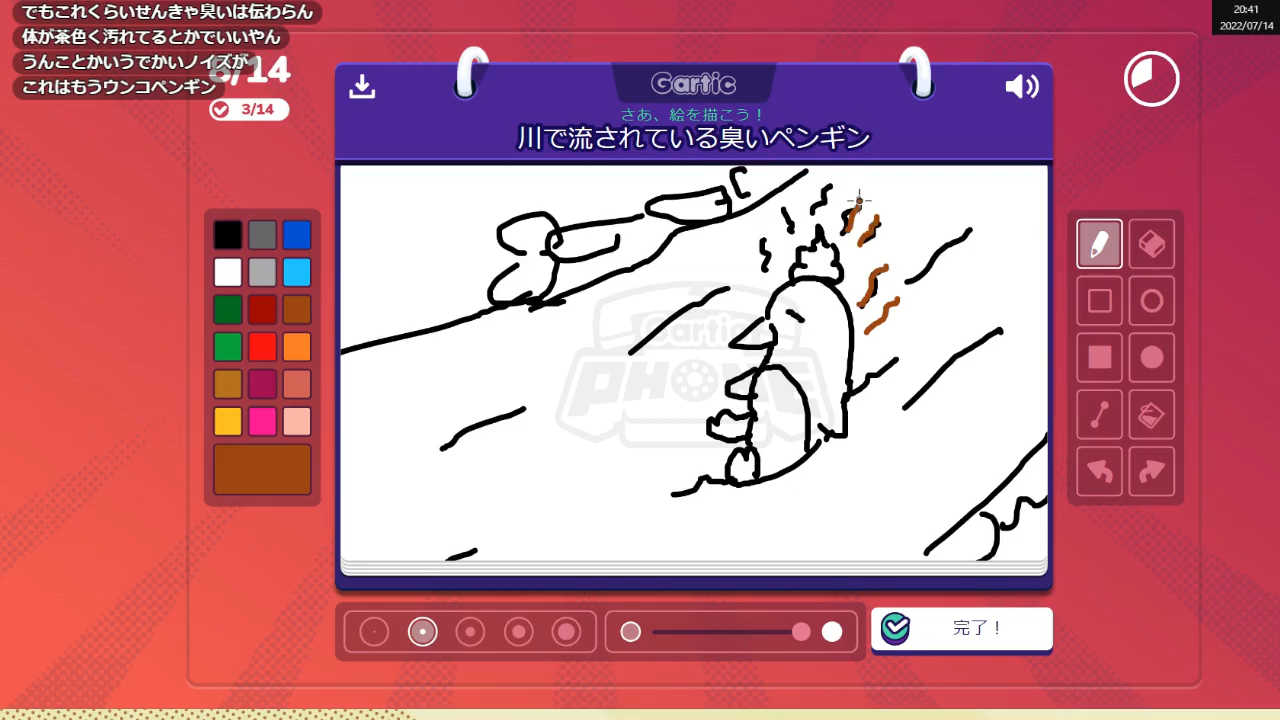 でもこれくらいせんきゃ臭いは伝わらん
体が茶色く汚れてるとかでいいやん
うんことかいうでかいノイズが
これはもうウンコペンギン
/14
3/14
20:41
2022/07/14
Gartic
さあ、絵を描こう！
川で流されている臭いペンギン
Gartic
PHONE
完了！